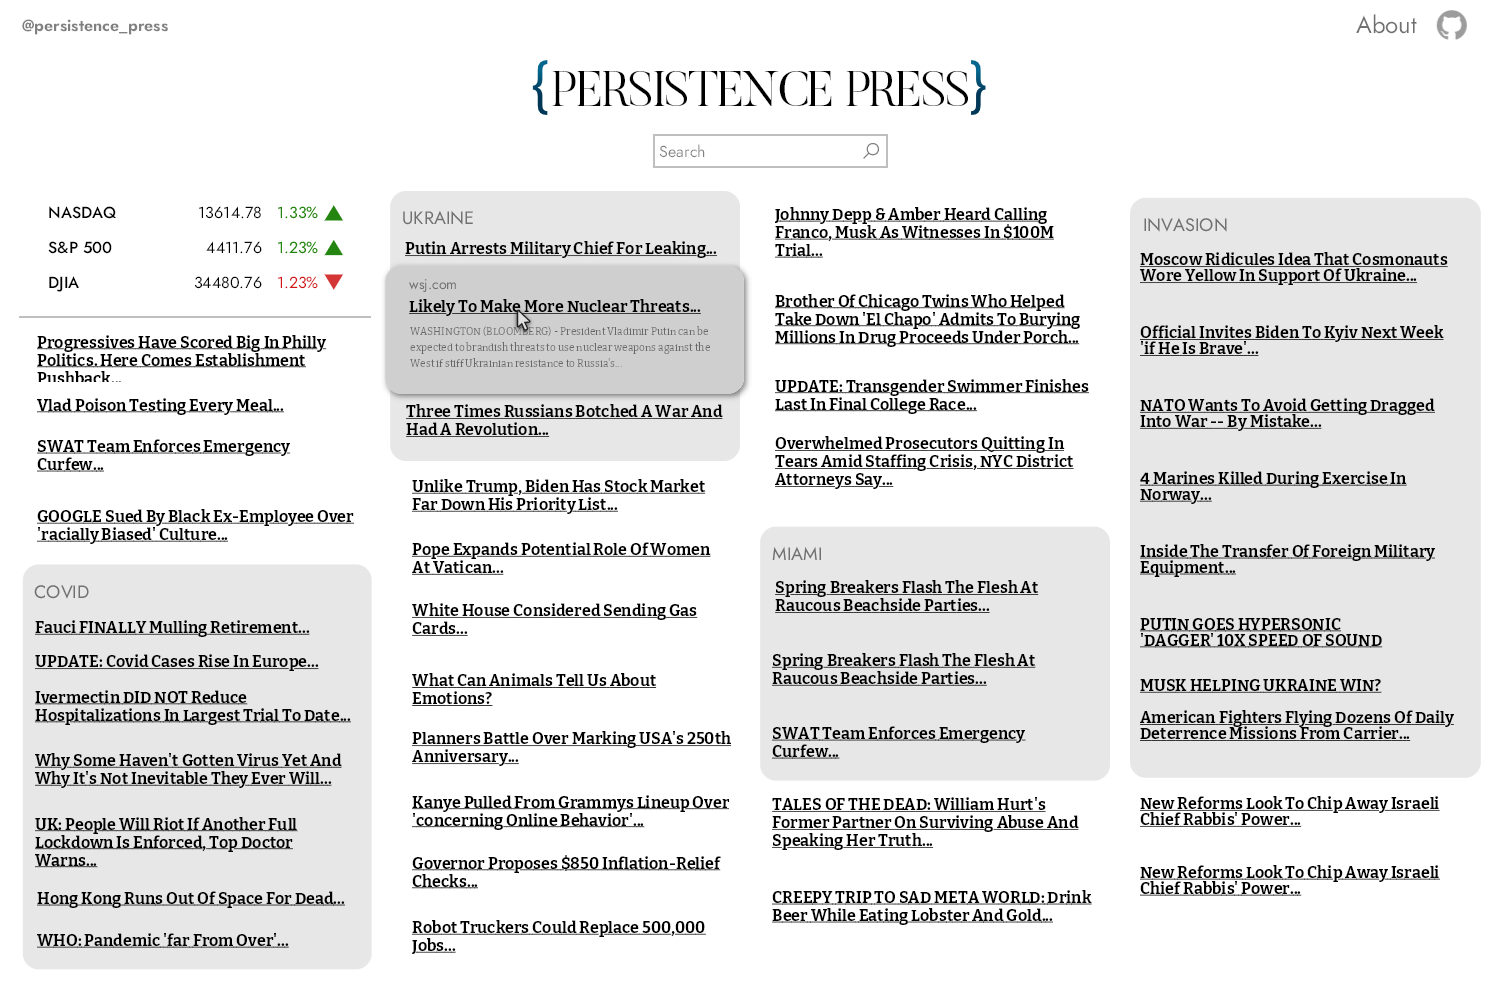 @persistence_press
About
{PERSISTENCE PRESS}
Search
NASDAQ 13614.78 1.33%
S&P 500 4411.76 1.23%
DJIA 34480.76 1.23%
Progressives Have Scored Big In Philly
Politics. Here Comes Establishment
Pushback...
Vlad Poison Testing Every Meal...
SWAT Team Enforces Emergency
Curfew...
GOOGLE Sued By Black Ex-Employee Over
'racially Biased' Culture...
COVID
Fauci FINALLY Mulling Retirement...
UPDATE: Covid Cases Rise In Europe...
Ivermectin DID NOT Reduce
Hospitalizations In Largest Trial To Date...
Why Some Haven't Gotten Virus Yet And
Why It's Not Inevitable They Ever Will...
UK: People Will Riot If Another Full
Lockdown Is Enforced, Top Doctor
Warns...
Hong Kong Runs Out Of Space For Dead...
WHO: Pandemic 'far From Over'...
UKRAINE
Putin Arrests Military Chief For Leaking...
wsj.com
Likely To Make More Nuclear Threats...
WASHINGTON (BLOOMBERG) - President Vladimir Putin can be
expected to brandish threats to use nuclear weapons against the
West if stiff Ukrainian resistance to Russia's...
Three Times Russians Botched A War And
Had A Revolution...
Unlike Trump, Biden Has Stock Market
Far Down His Priority List...
Pope Expands Potential Role Of Women
At Vatican...
White House Considered Sending Gas
Cards...
What Can Animals Tell Us About
Emotions?
Planners Battle Over Marking USA's 250th
Anniversary...
Kanye Pulled From Grammys Lineup Over
'concerning Online Behavior'...
Governor Proposes $850 Inflation-Relief
Checks...
Robot Truckers Could Replace 500,000
Jobs...
Johnny Depp & Amber Heard Calling
Franco, Musk As Witnesses In $100M
Trial...
Brother Of Chicago Twins Who Helped
Take Down 'El Chapo' Admits To Burying
Millions In Drug Proceeds Under Porch...
UPDATE: Transgender Swimmer Finishes
Last In Final College Race...
Overwhelmed Prosecutors Quitting In
Tears Amid Staffing Crisis, NYC District
Attorneys Say...
MIAMI
Spring Breakers Flash The Flesh At
Raucous Beachside Parties...
Spring Breakers Flash The Flesh At
Raucous Beachside Parties...
SWAT Team Enforces Emergency
Curfew...
TALES OF THE DEAD: William Hurt's
Former Partner On Surviving Abuse And
Speaking Her Truth...
CREEPY TRIP TO SAD META WORLD: Drink
Beer While Eating Lobster And Gold...
INVASION
Moscow Ridicules Idea That Cosmonauts
Wore Yellow In Support Of Ukraine...
Official Invites Biden To Kyiv Next Week
'if He Is Brave'...
NATO Wants To Avoid Getting Dragged
Into War -- By Mistake...
4 Marines Killed During Exercise In
Norway...
Inside The Transfer Of Foreign Military
Equipment...
PUTIN GOES HYPERSONIC
'DAGGER' 10X SPEED OF SOUND
MUSK HELPING UKRAINE WIN?
American Fighters Flying Dozens Of Daily
Deterrence Missions From Carrier...
New Reforms Look To Chip Away Israeli
Chief Rabbis' Power...
New Reforms Look To Chip Away Israeli
Chief Rabbis' Power...